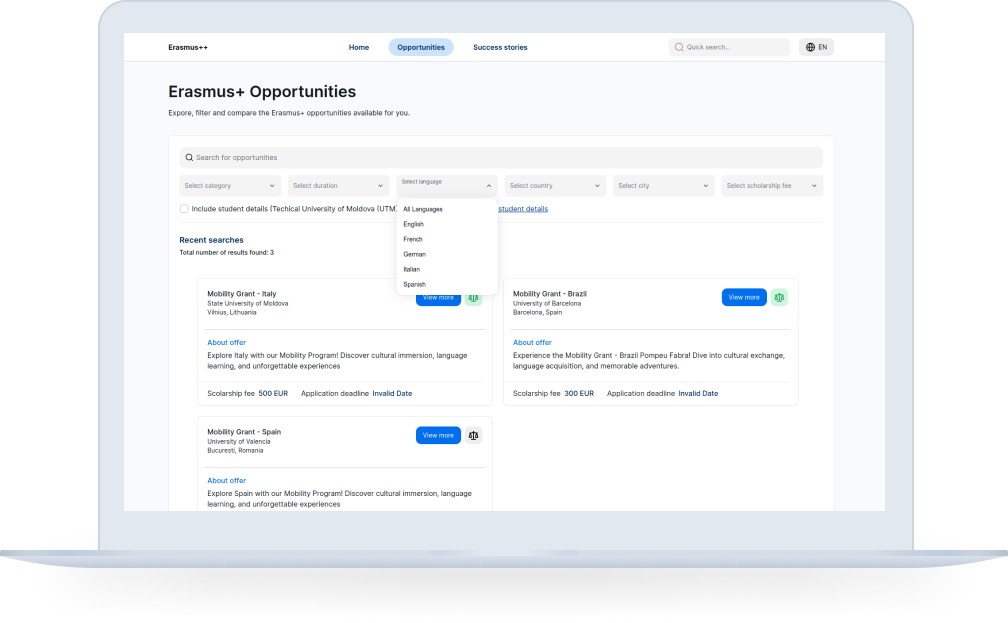 Erasmus++
Home
Opportunities
Success stories
Quick search...
EN
Erasmus+ Opportunities
Expore, filter and compare the Erasmus+ opportunities available for you.
Search for opportunities
Select category
Select duration
Select language
Select country
Select city
Select scholarship fee
Include student details (Techical University of Moldova (UTM
student details
All Languages
English
French
German
Italian
Spanish
Recent searches
Total number of results found: 3
Mobility Grant - Italy
State University of Moldova
Vilnius, Lithuania
View more
About offer
Explore Italy with our Mobility Program! Discover cultural immersion, language
learning, and unforgettable experiences
Scolarship fee 500 EUR Application deadline Invalid Date
Mobility Grant - Brazil
University of Barcelona
Barcelona, Spain
View more
About offer
Experience the Mobility Grant - Brazil Pompeu Fabra! Dive into cultural exchange,
language acquisition, and memorable adventures.
Scolarship fee 300 EUR Application deadline Invalid Date
Mobility Grant - Spain
University of Valencia
Bucuresti, Romania
View more
About offer
Explore Spain with our Mobility Program! Discover cultural immersion, language
learning, and unforgettable experiences